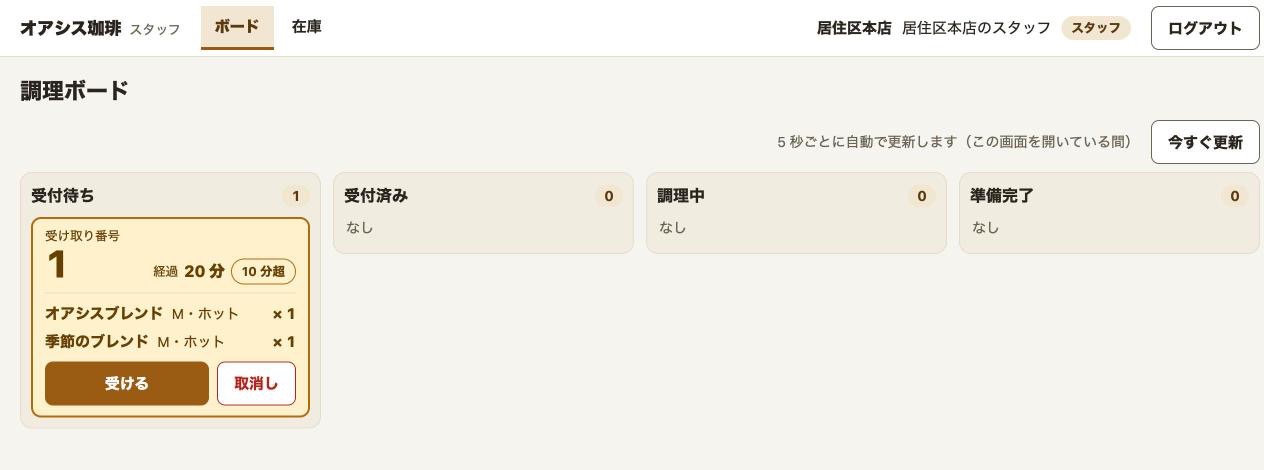 オアシス珈琲 スタッフ ボード 在庫 居住区本店 居住区本店のスタッフ スタッフ ログアウト
調理ボード
5 秒ごとに自動で更新します（この画面を開いている間） 今すぐ更新
受付待ち 1
受け取り番号
1 経過 20 分 10 分超
オアシスブレンド M・ホット × 1
季節のブレンド M・ホット × 1
受ける 取消し
受付済み 0
なし
調理中 0
なし
準備完了 0
なし